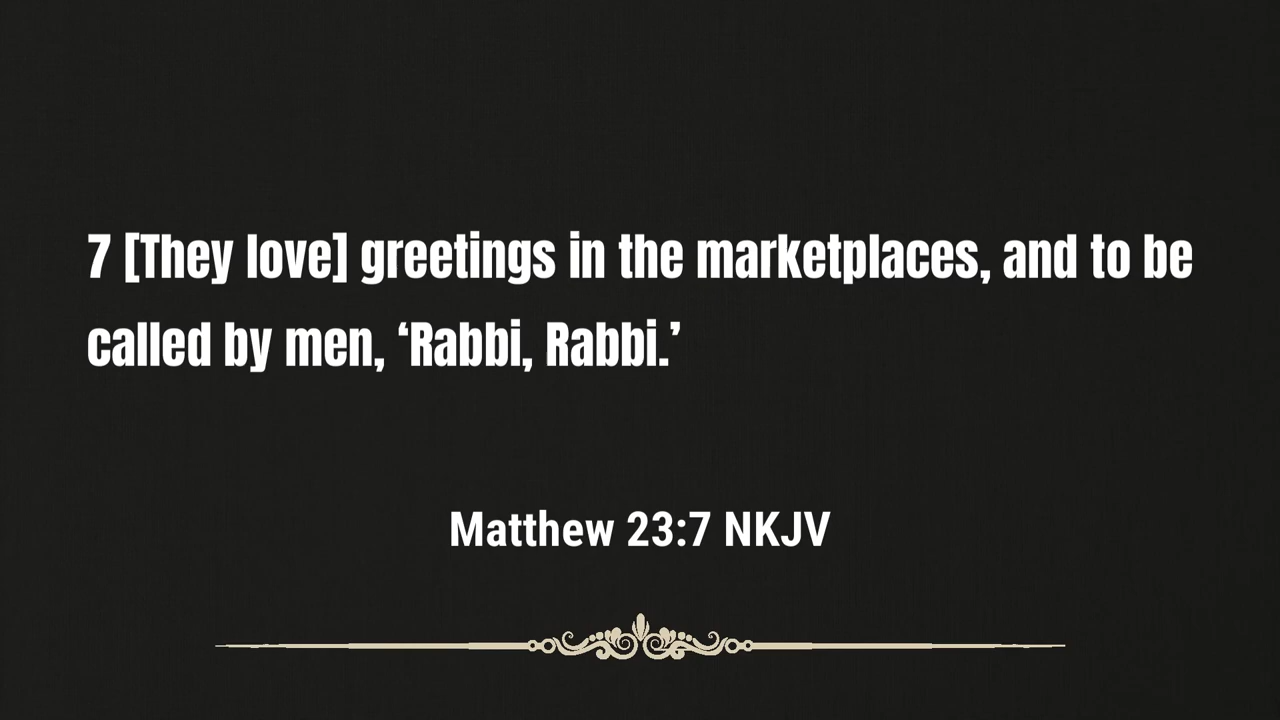 7 [They love] greetings in the marketplaces, and to be
called by men, ‘Rabbi, Rabbi.’
Matthew 23:7 NKJV